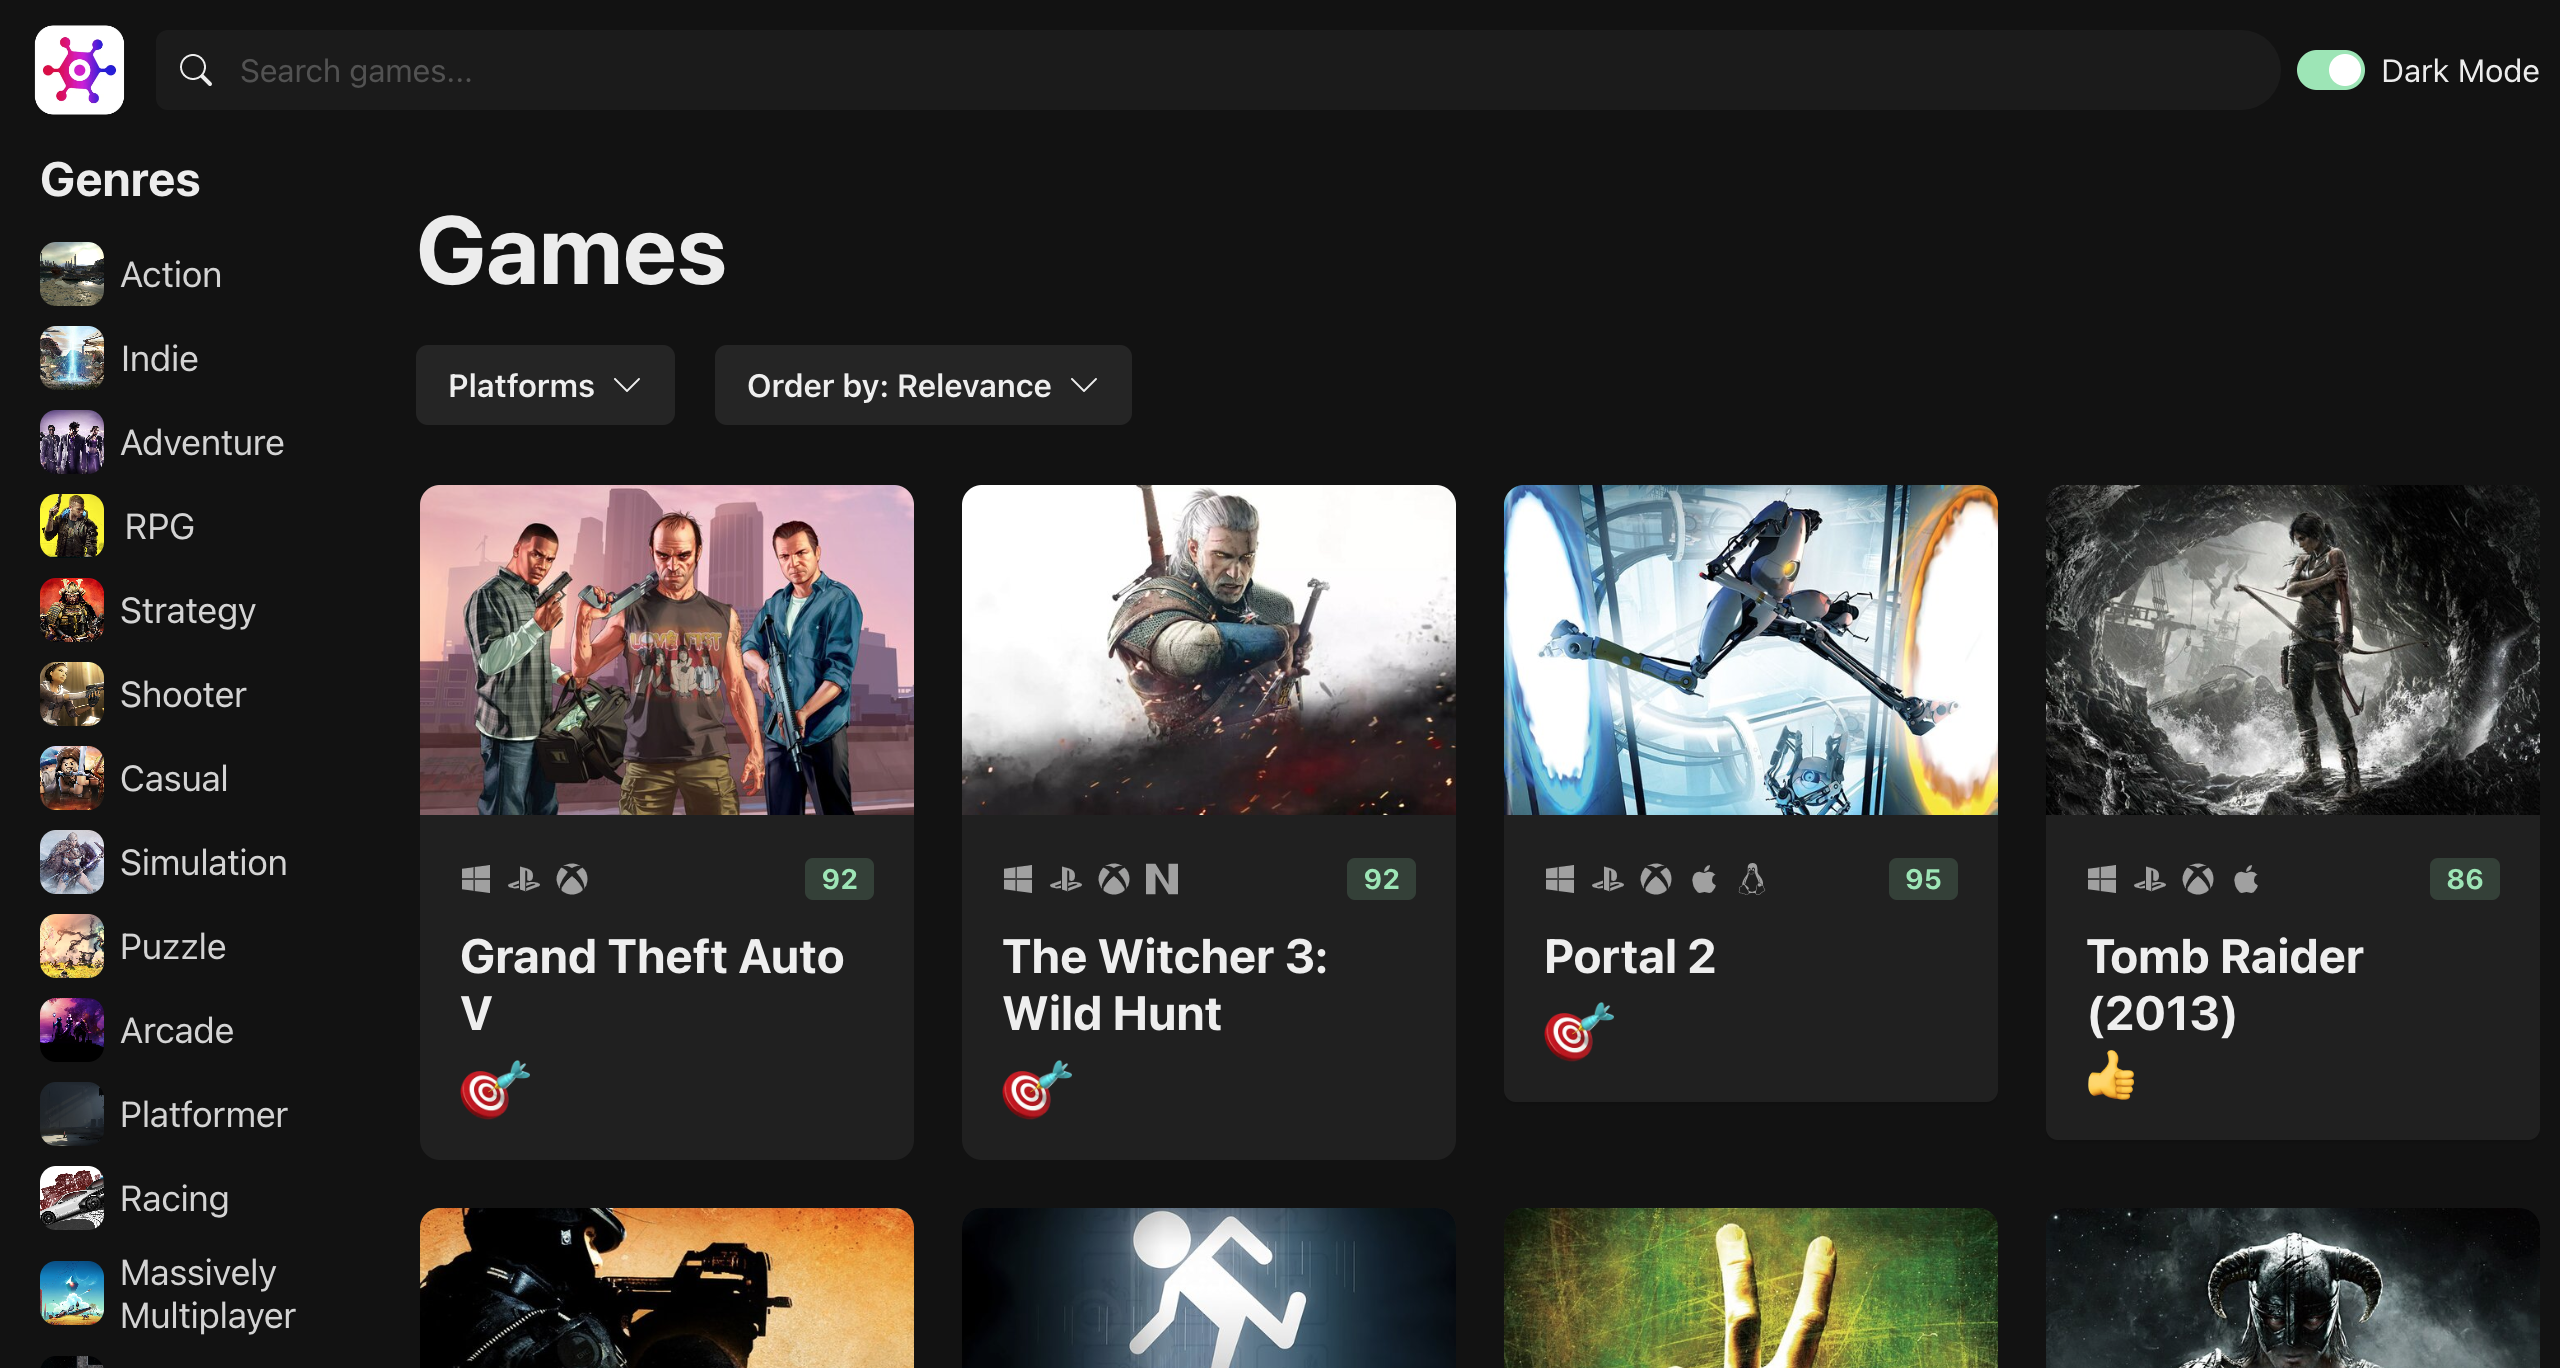 Search games...
Dark Mode
Genres
Action
Indie
Adventure
RPG
Strategy
Shooter
Casual
Simulation
Puzzle
Arcade
Platformer
Racing
Massively
Multiplayer
Games
Platforms
Order by: Relevance
92
Grand Theft Auto
V
92
The Witcher 3:
Wild Hunt
95
Portal 2
86
Tomb Raider
(2013)